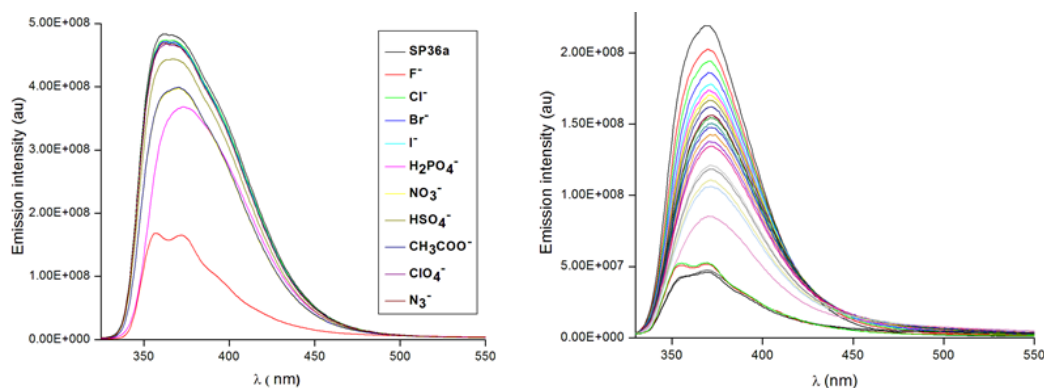 5.00E+008
4.00E+008
3.00E+008
2.00E+008
1.00E+008
0.00E+000
Emission intensity (au)
350 400 450 500 550
λ ( nm)
SP36a
F⁻
Cl⁻
Br⁻
I⁻
H₂PO₄⁻
NO₃⁻
HSO₄⁻
CH₃COO⁻
ClO₄⁻
N₃⁻
2.00E+008
1.50E+008
1.00E+008
5.00E+007
0.00E+000
Emission intensity (au)
350 400 450 500 550
λ (nm)